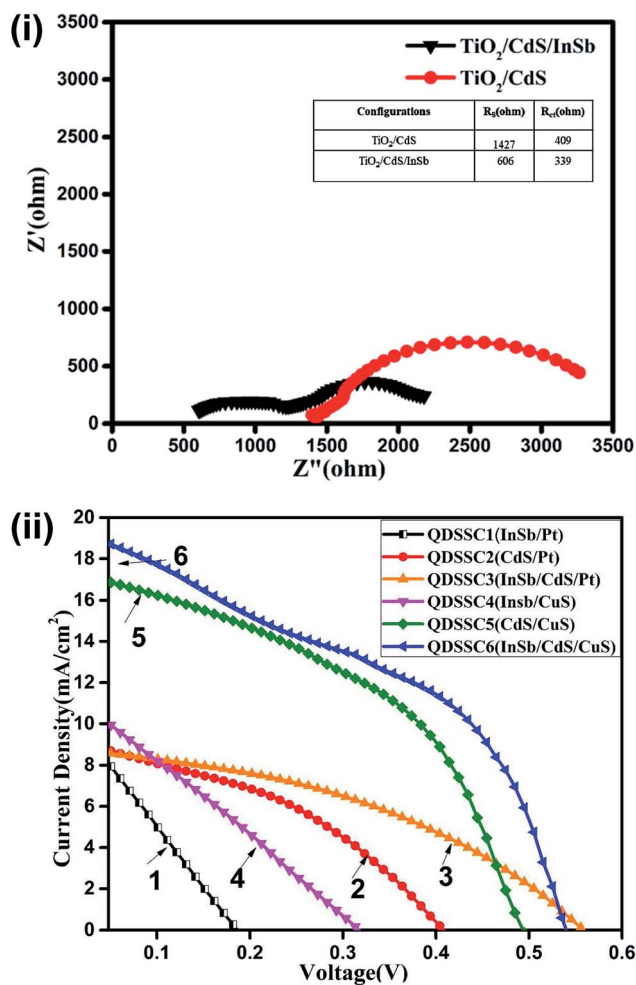 (i)
3500
3000
2500
2000
1500
1000
500
0
Z'(ohm)
TiO2/CdS/InSb
TiO2/CdS
Configurations RS(ohm) Rct(ohm)
TiO2/CdS 1427 409
TiO2/CdS/InSb 606 339
0 500 1000 1500 2000 2500 3000 3500
Z"(ohm)
(ii)
20
18
16
14
12
10
8
6
4
2
0
Current Density(mA/cm2)
QDSSC1(InSb/Pt)
QDSSC2(CdS/Pt)
QDSSC3(InSb/CdS/Pt)
QDSSC4(Insb/CuS)
QDSSC5(CdS/CuS)
QDSSC6(InSb/CdS/CuS)
6
5
1
4
2
3
0.1 0.2 0.3 0.4 0.5 0.6
Voltage(V)